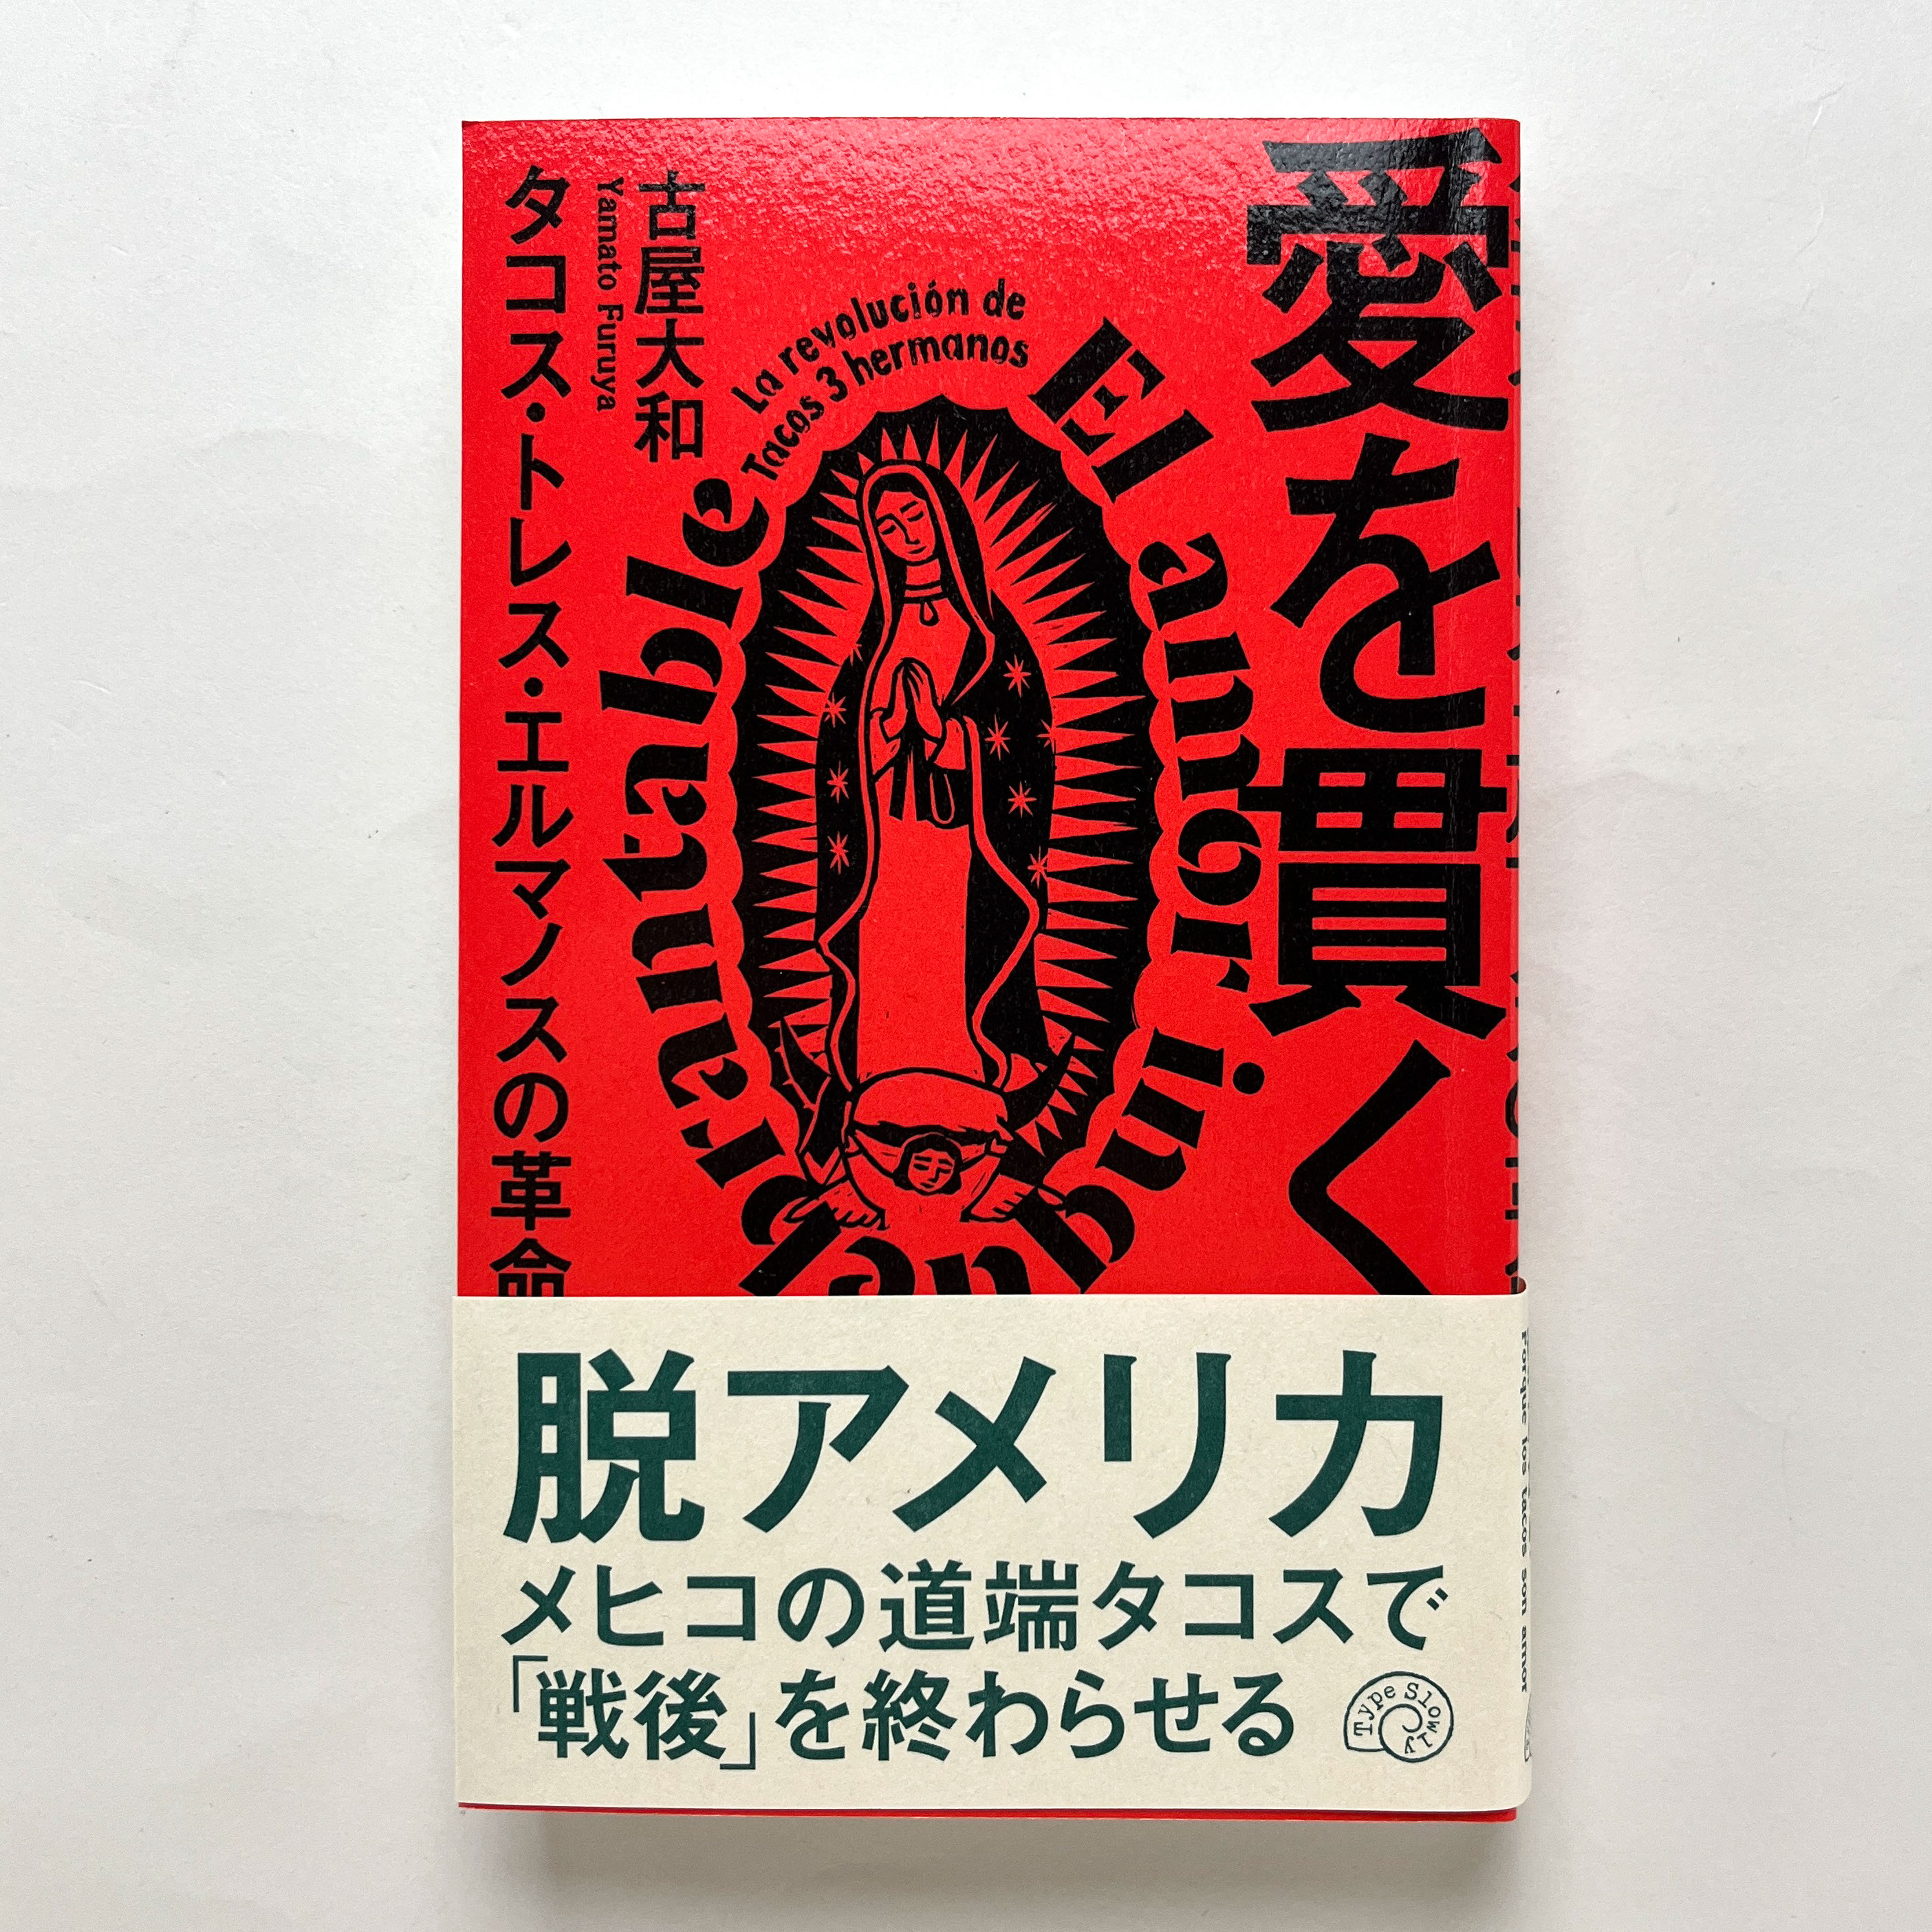 愛を貫く
古屋大和
Yamato Furuya
タコス・トレス・エルマノスの革命
La revolución de
Tacos 3 hermanos
El amor inquebrantable
脱アメリカ
メヒコの道端タコスで
「戦後」を終わらせる
Type Slowly
Porque los tacos son amor